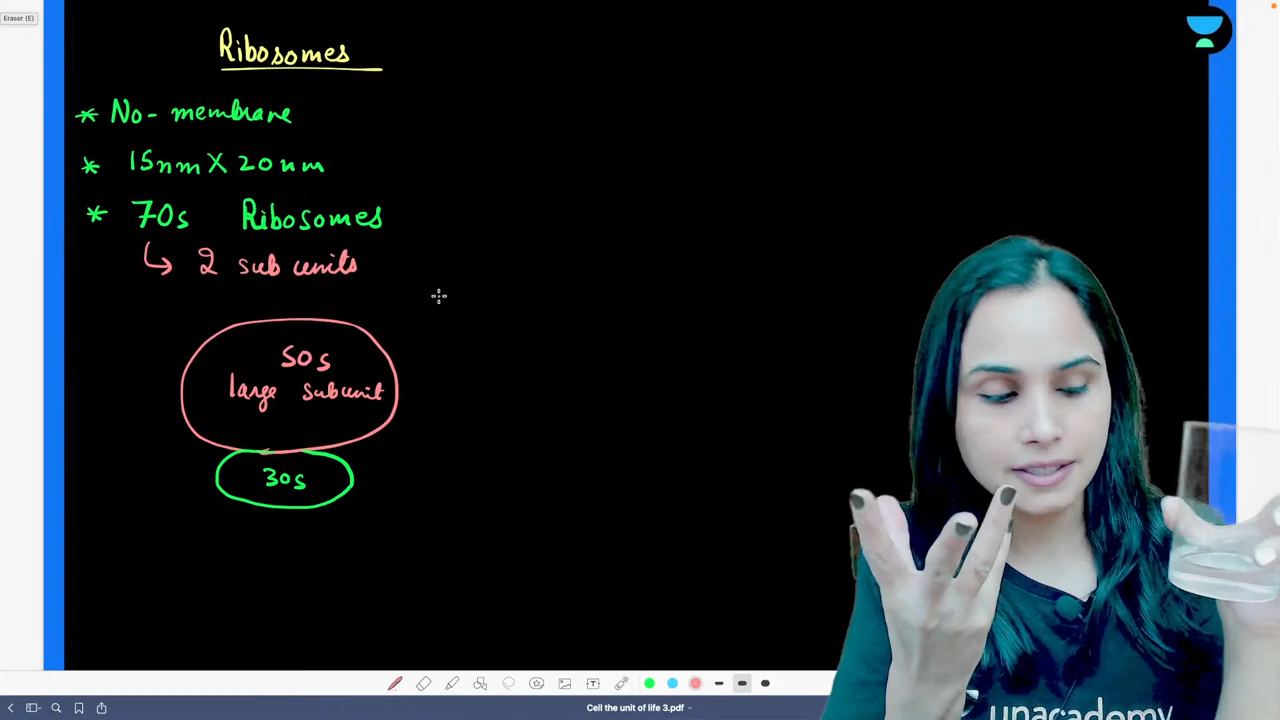 Eraser (E)
Ribosomes
* No- membrane
* 15nm X 20nm
* 70s Ribosomes
↳ 2 sub units
50s
large subunit
30s
unacademy
Cell the unit of life 3.pdf